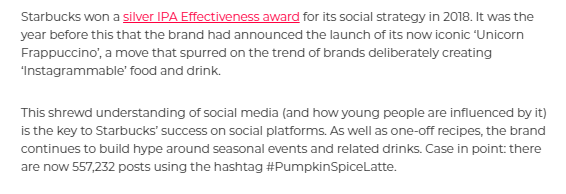 Starbucks won a silver IPA Effectiveness award for its social strategy in 2018. It was the
year before this that the brand had announced the launch of its now iconic ‘Unicorn
Frappuccino’, a move that spurred on the trend of brands deliberately creating
‘Instagrammable’ food and drink.
This shrewd understanding of social media (and how young people are influenced by it)
is the key to Starbucks’ success on social platforms. As well as one-off recipes, the brand
continues to build hype around seasonal events and related drinks. Case in point: there
are now 557,232 posts using the hashtag #PumpkinSpiceLatte.